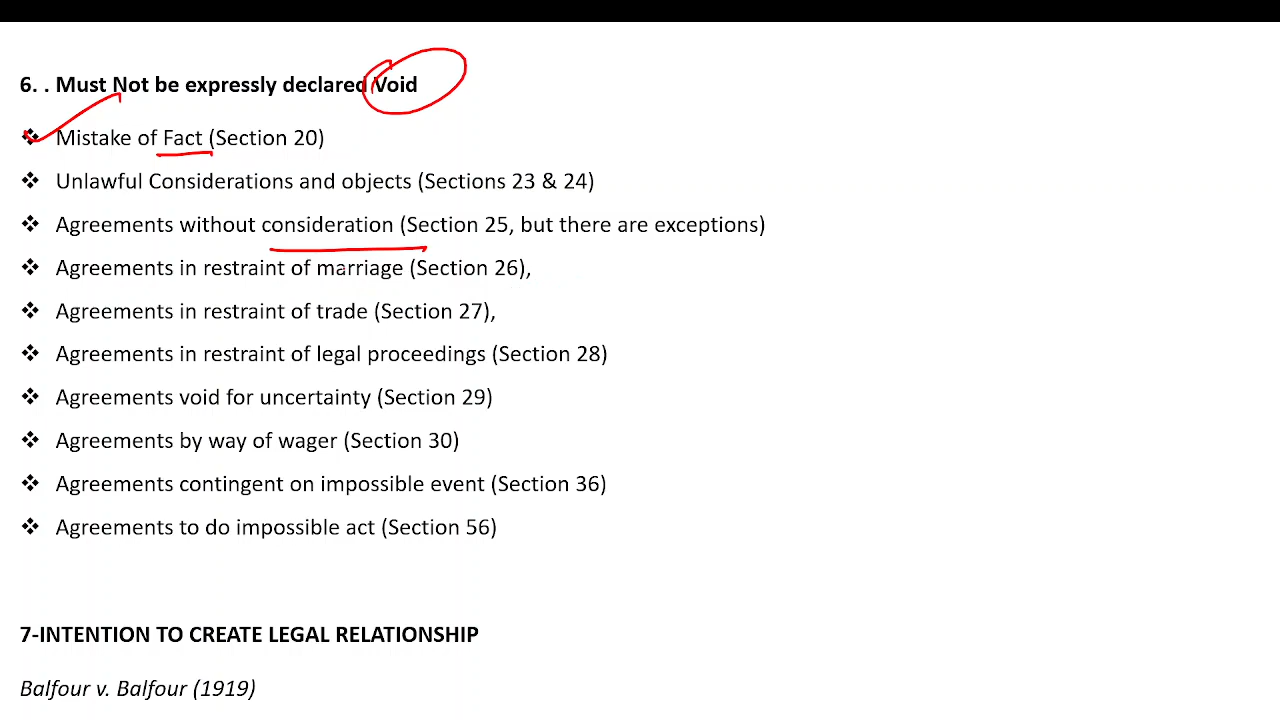 6. . Must Not be expressly declared Void
❖ Mistake of Fact (Section 20)
❖ Unlawful Considerations and objects (Sections 23 & 24)
❖ Agreements without consideration (Section 25, but there are exceptions)
❖ Agreements in restraint of marriage (Section 26),
❖ Agreements in restraint of trade (Section 27),
❖ Agreements in restraint of legal proceedings (Section 28)
❖ Agreements void for uncertainty (Section 29)
❖ Agreements by way of wager (Section 30)
❖ Agreements contingent on impossible event (Section 36)
❖ Agreements to do impossible act (Section 56)
7-INTENTION TO CREATE LEGAL RELATIONSHIP
Balfour v. Balfour (1919)